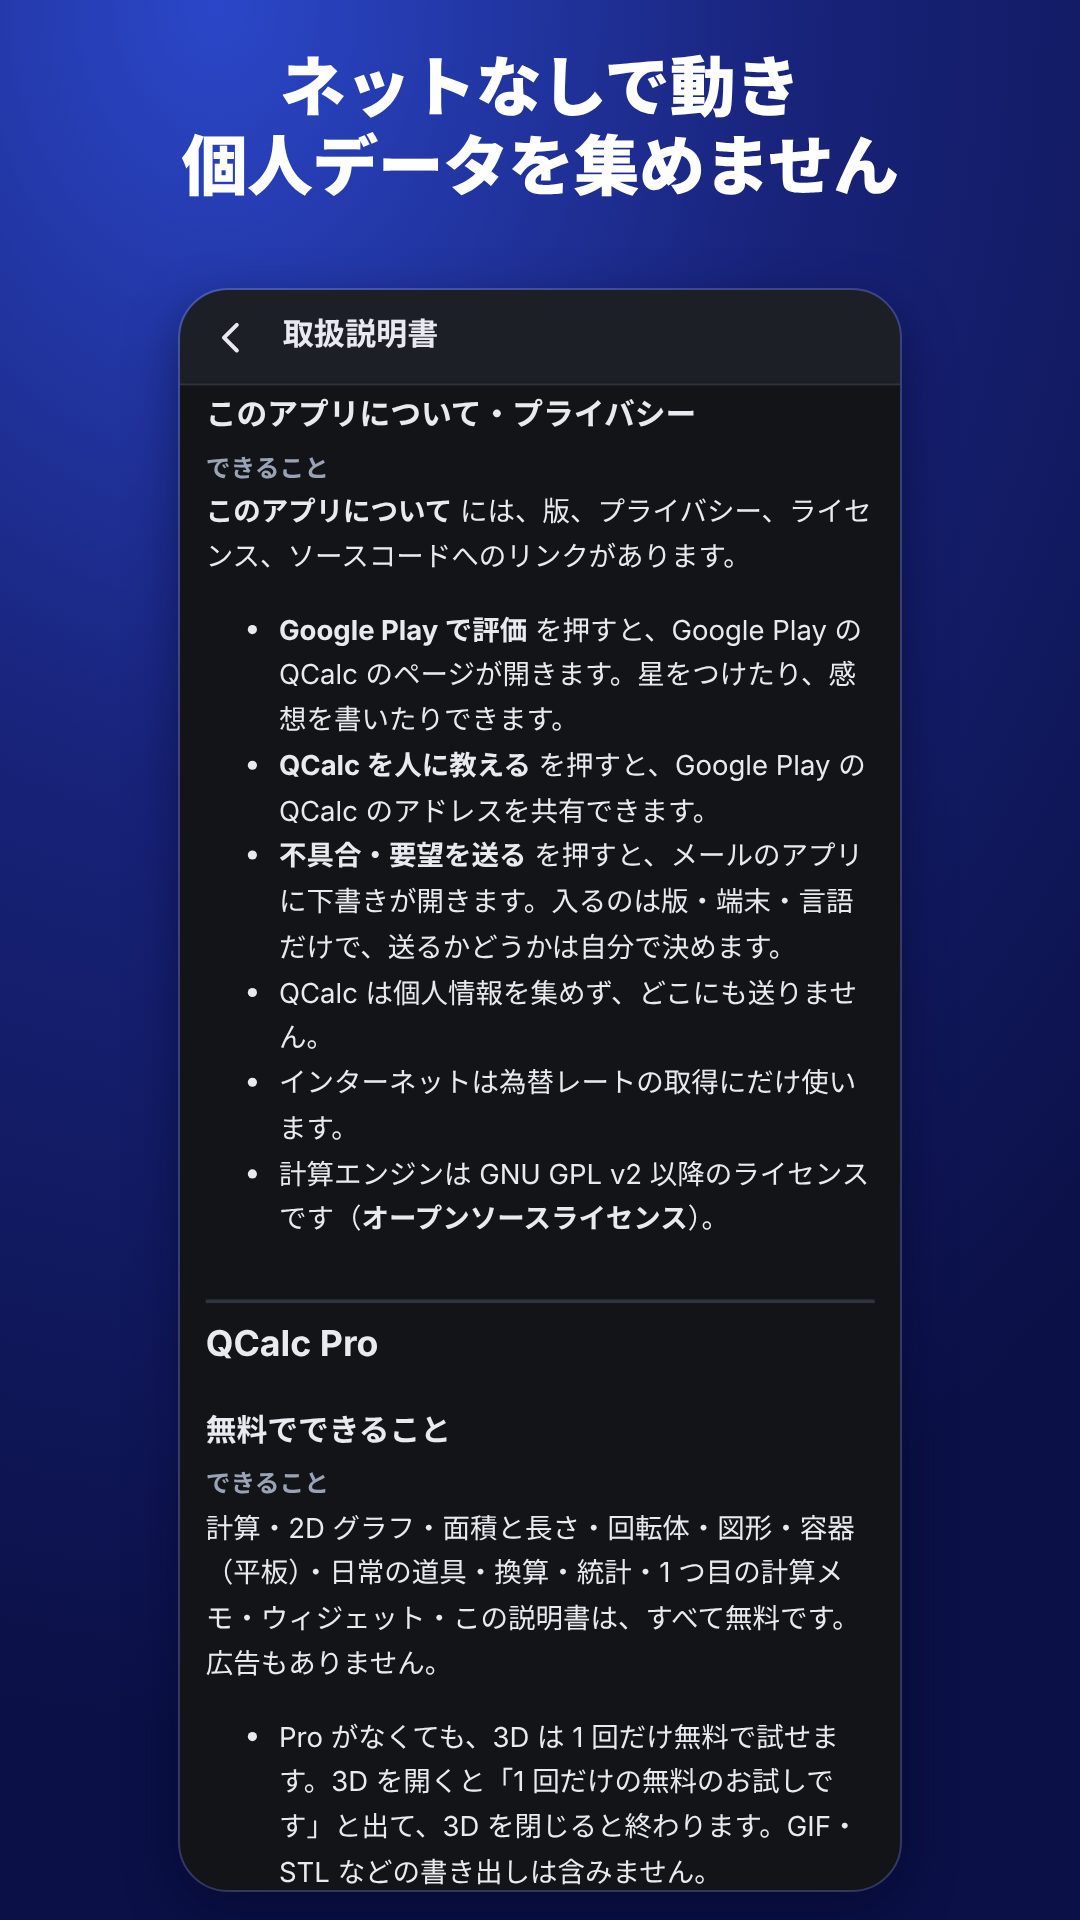 ネットなしで動き
個人データを集めません
取扱説明書
このアプリについて・プライバシー
できること
このアプリについて には、版、プライバシー、ライセ
ンス、ソースコードへのリンクがあります。
• Google Play で評価 を押すと、Google Play の
QCalc のページが開きます。星をつけたり、感
想を書いたりできます。
• QCalc を人に教える を押すと、Google Play の
QCalc のアドレスを共有できます。
• 不具合・要望を送る を押すと、メールのアプリ
に下書きが開きます。入るのは版・端末・言語
だけで、送るかどうかは自分で決めます。
• QCalc は個人情報を集めず、どこにも送りませ
ん。
• インターネットは為替レートの取得にだけ使い
ます。
• 計算エンジンは GNU GPL v2 以降のライセンス
です（オープンソースライセンス）。
QCalc Pro
無料でできること
できること
計算・2D グラフ・面積と長さ・回転体・図形・容器
（平板）・日常の道具・換算・統計・1 つ目の計算メ
モ・ウィジェット・この説明書は、すべて無料です。
広告もありません。
• Pro がなくても、3D は 1 回だけ無料で試せま
す。3D を開くと「1 回だけの無料のお試しで
す」と出て、3D を閉じると終わります。GIF・
STL などの書き出しは含みません。